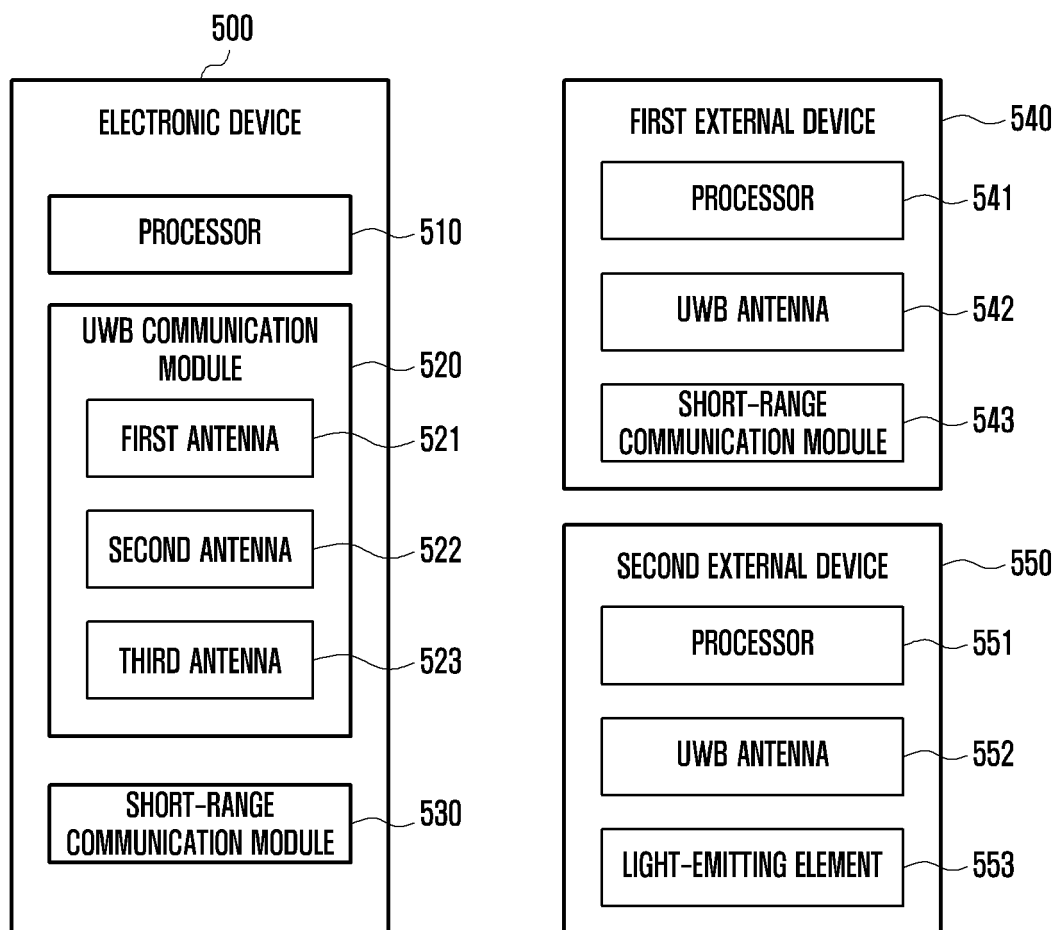 500
ELECTRONIC DEVICE
PROCESSOR
510
UWB COMMUNICATION
MODULE
520
FIRST ANTENNA
521
SECOND ANTENNA
522
THIRD ANTENNA
523
SHORT-RANGE
COMMUNICATION MODULE
530
FIRST EXTERNAL DEVICE
540
PROCESSOR
541
UWB ANTENNA
542
SHORT-RANGE
COMMUNICATION MODULE
543
SECOND EXTERNAL DEVICE
550
PROCESSOR
551
UWB ANTENNA
552
LIGHT-EMITTING ELEMENT
553